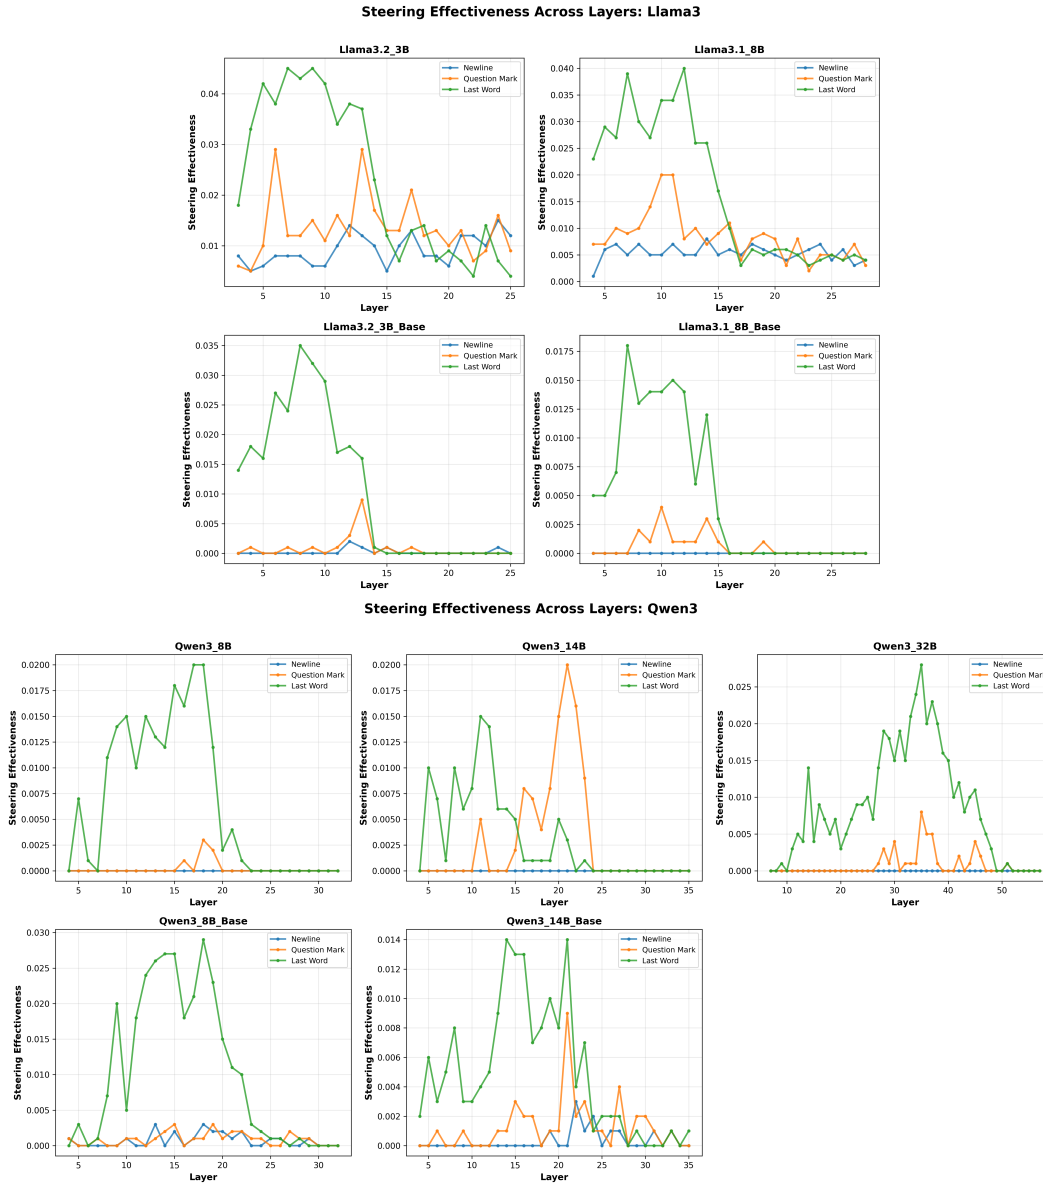 Steering Effectiveness Across Layers: Llama3
Llama3.2_3B
Steering Effectiveness
0.04
0.03
0.02
0.01
Newline
Question Mark
Last Word
5 10 15 20 25
Layer
Llama3.1_8B
Steering Effectiveness
0.040
0.035
0.030
0.025
0.020
0.015
0.010
0.005
0.000
Newline
Question Mark
Last Word
5 10 15 20 25
Layer
Llama3.2_3B_Base
Steering Effectiveness
0.035
0.030
0.025
0.020
0.015
0.010
0.005
0.000
Newline
Question Mark
Last Word
5 10 15 20 25
Layer
Llama3.1_8B_Base
Steering Effectiveness
0.0175
0.0150
0.0125
0.0100
0.0075
0.0050
0.0025
0.0000
Newline
Question Mark
Last Word
5 10 15 20 25
Layer
Steering Effectiveness Across Layers: Qwen3
Qwen3_8B
Steering Effectiveness
0.0200
0.0175
0.0150
0.0125
0.0100
0.0075
0.0050
0.0025
0.0000
Newline
Question Mark
Last Word
5 10 15 20 25 30
Layer
Qwen3_14B
Steering Effectiveness
0.0200
0.0175
0.0150
0.0125
0.0100
0.0075
0.0050
0.0025
0.0000
Newline
Question Mark
Last Word
5 10 15 20 25 30 35
Layer
Qwen3_32B
Steering Effectiveness
0.025
0.020
0.015
0.010
0.005
0.000
Newline
Question Mar
Last Word
10 20 30 40 50
Layer
Qwen3_8B_Base
Steering Effectiveness
0.030
0.025
0.020
0.015
0.010
0.005
0.000
Newline
Question Mark
Last Word
5 10 15 20 25 30
Layer
Qwen3_14B_Base
Steering Effectiveness
0.014
0.012
0.010
0.008
0.006
0.004
0.002
0.000
Newline
Question Mark
Last Word
5 10 15 20 25 30 35
Layer